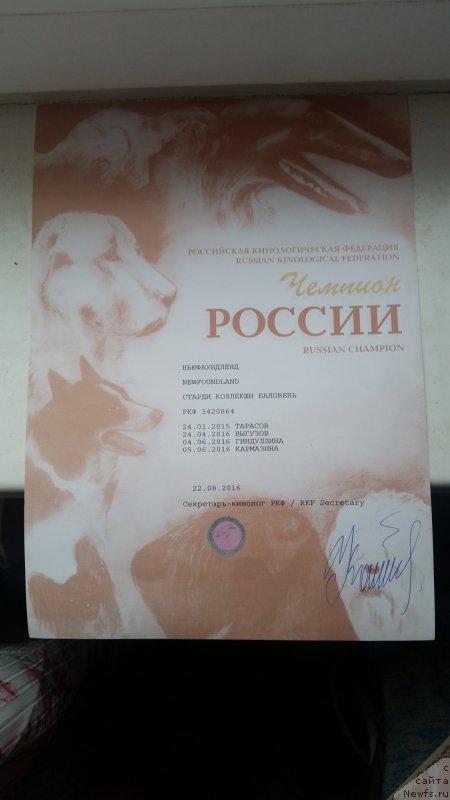 РОССИЙСКАЯ КИНОЛОГИЧЕСКАЯ ФЕДЕРАЦИЯ
RUSSIAN KINOLOGICAL FEDERATION
Чемпион
РОССИИ
RUSSIAN CHAMPION
НЬЮФАУНДЛЕНД
NEWFOUNDLAND
СТАРДИ КОЛЛЕКШН БАЛОВЕНЬ
РКФ 3420864
24.01.2015 ТАРАСОВ
24.04.2016 ВЫГУЗОВ
04.06.2016 ГИНДУЛЛИНА
05.06.2016 КАРМАЗИНА
22.08.2016
Секретарь-кинолог РКФ / RKF Secretary
с
сайта
Newfs.ru